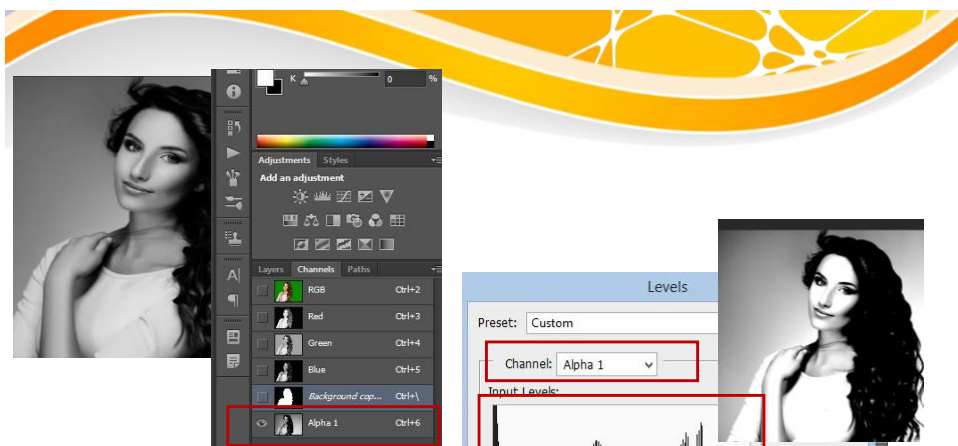 K 0 %
Adjustments Styles
Add an adjustment
Layers Channels Paths
RGB Ctrl+2
Red Ctrl+3
Green Ctrl+4
Blue Ctrl+5
Background cop... Ctrl+\
Alpha 1 Ctrl+6
A
Levels
Preset: Custom
Channel: Alpha 1
Input Levels: